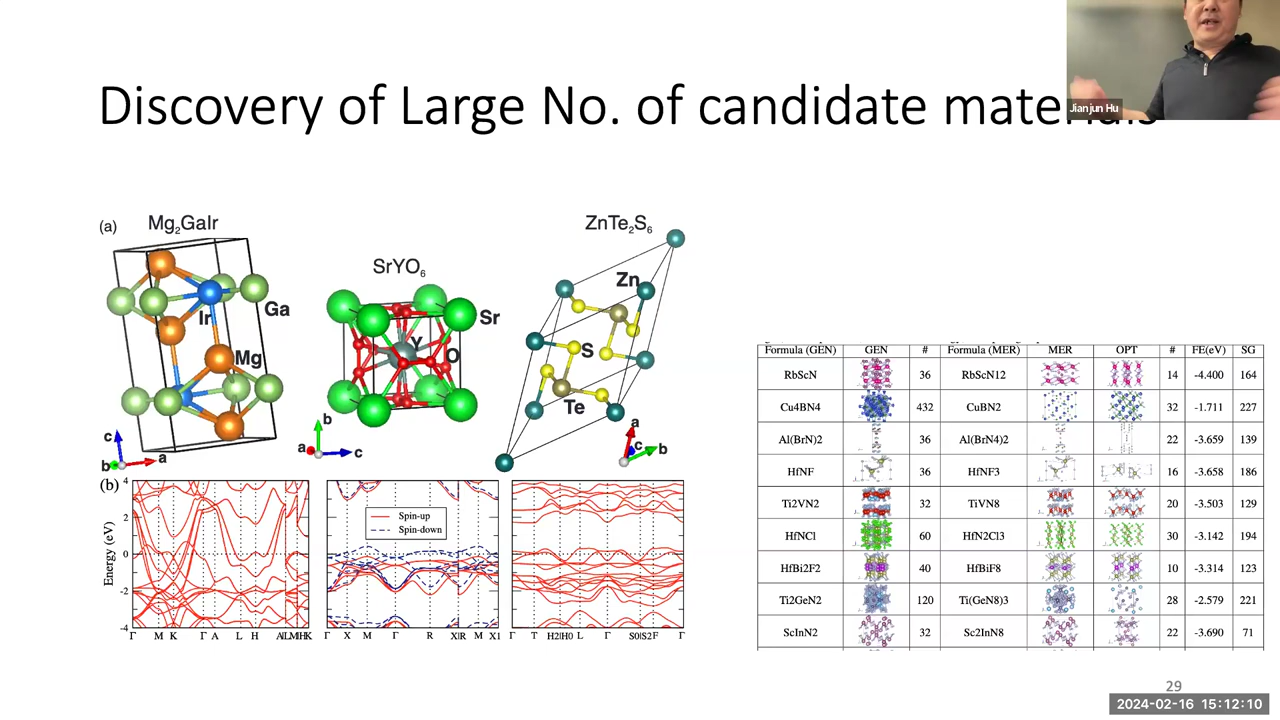 Discovery of Large No. of candidate materials
Jianjun Hu
(a)
Mg2GaIr
SrYO6
ZnTe2S6
Ir
Ga
Mg
Sr
Y
O
Zn
S
Te
c
b
a
b
a
c
a
c
b
(b)
Energy (eV)
4
2
0
-2
-4
Spin-up
Spin-down
Γ M K Γ A L H A|LM|HK
Γ X M Γ R X|R M X1
Γ T H2|H0 L Γ S0|S2F Γ
Formula (GEN) GEN # Formula (MER) MER OPT # FE(eV) SG
RbScN 36 RbScN12 14 -4.400 164
Cu4BN4 432 CuBN2 32 -1.711 227
Al(BrN)2 36 Al(BrN4)2 22 -3.659 139
HfNF 36 HfNF3 16 -3.658 186
Ti2VN2 32 TiVN8 20 -3.503 129
HfNCl 60 HfN2Cl3 30 -3.142 194
HfBi2F2 40 HfBiF8 10 -3.314 123
Ti2GeN2 120 Ti(GeN8)3 28 -2.579 221
ScInN2 32 Sc2InN8 22 -3.690 71
29
2024-02-16 15:12:10